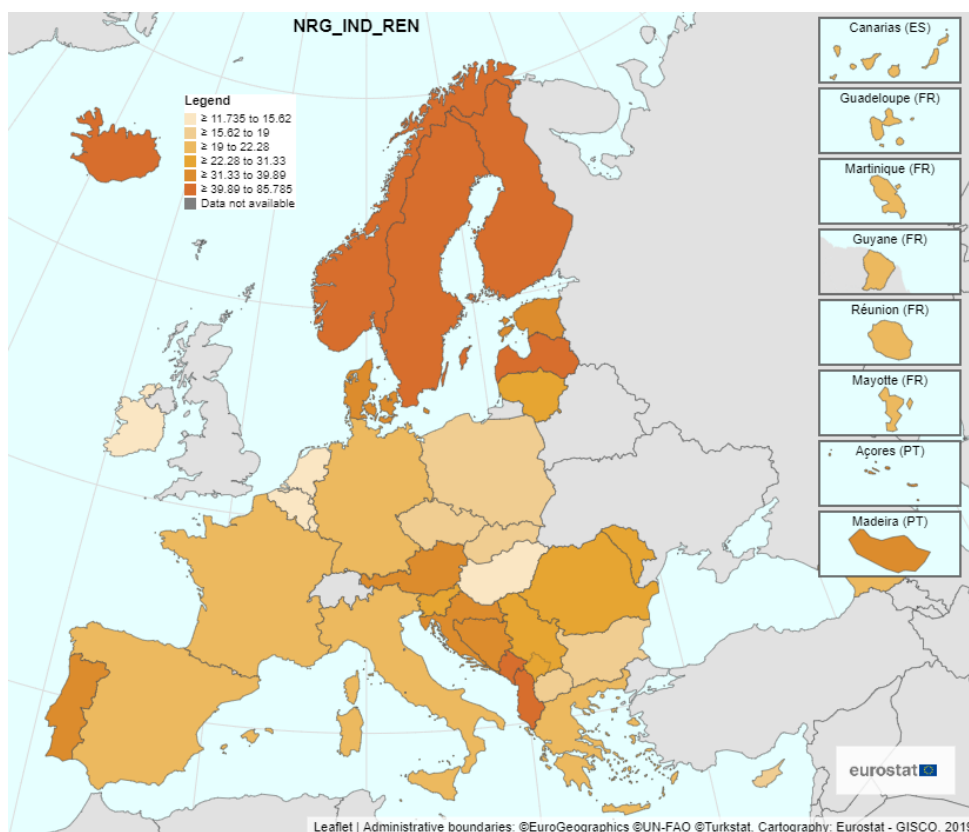 NRG_IND_REN
Legend
≥ 11.735 to 15.62
≥ 15.62 to 19
≥ 19 to 22.28
≥ 22.28 to 31.33
≥ 31.33 to 39.89
≥ 39.89 to 85.785
Data not available
Canarias (ES)
Guadeloupe (FR)
Martinique (FR)
Guyane (FR)
Réunion (FR)
Mayotte (FR)
Açores (PT)
Madeira (PT)
eurostat
Leaflet | Administrative boundaries: ©EuroGeographics ©UN-FAO ©Turkstat, Cartography: Eurostat - GISCO, 2019